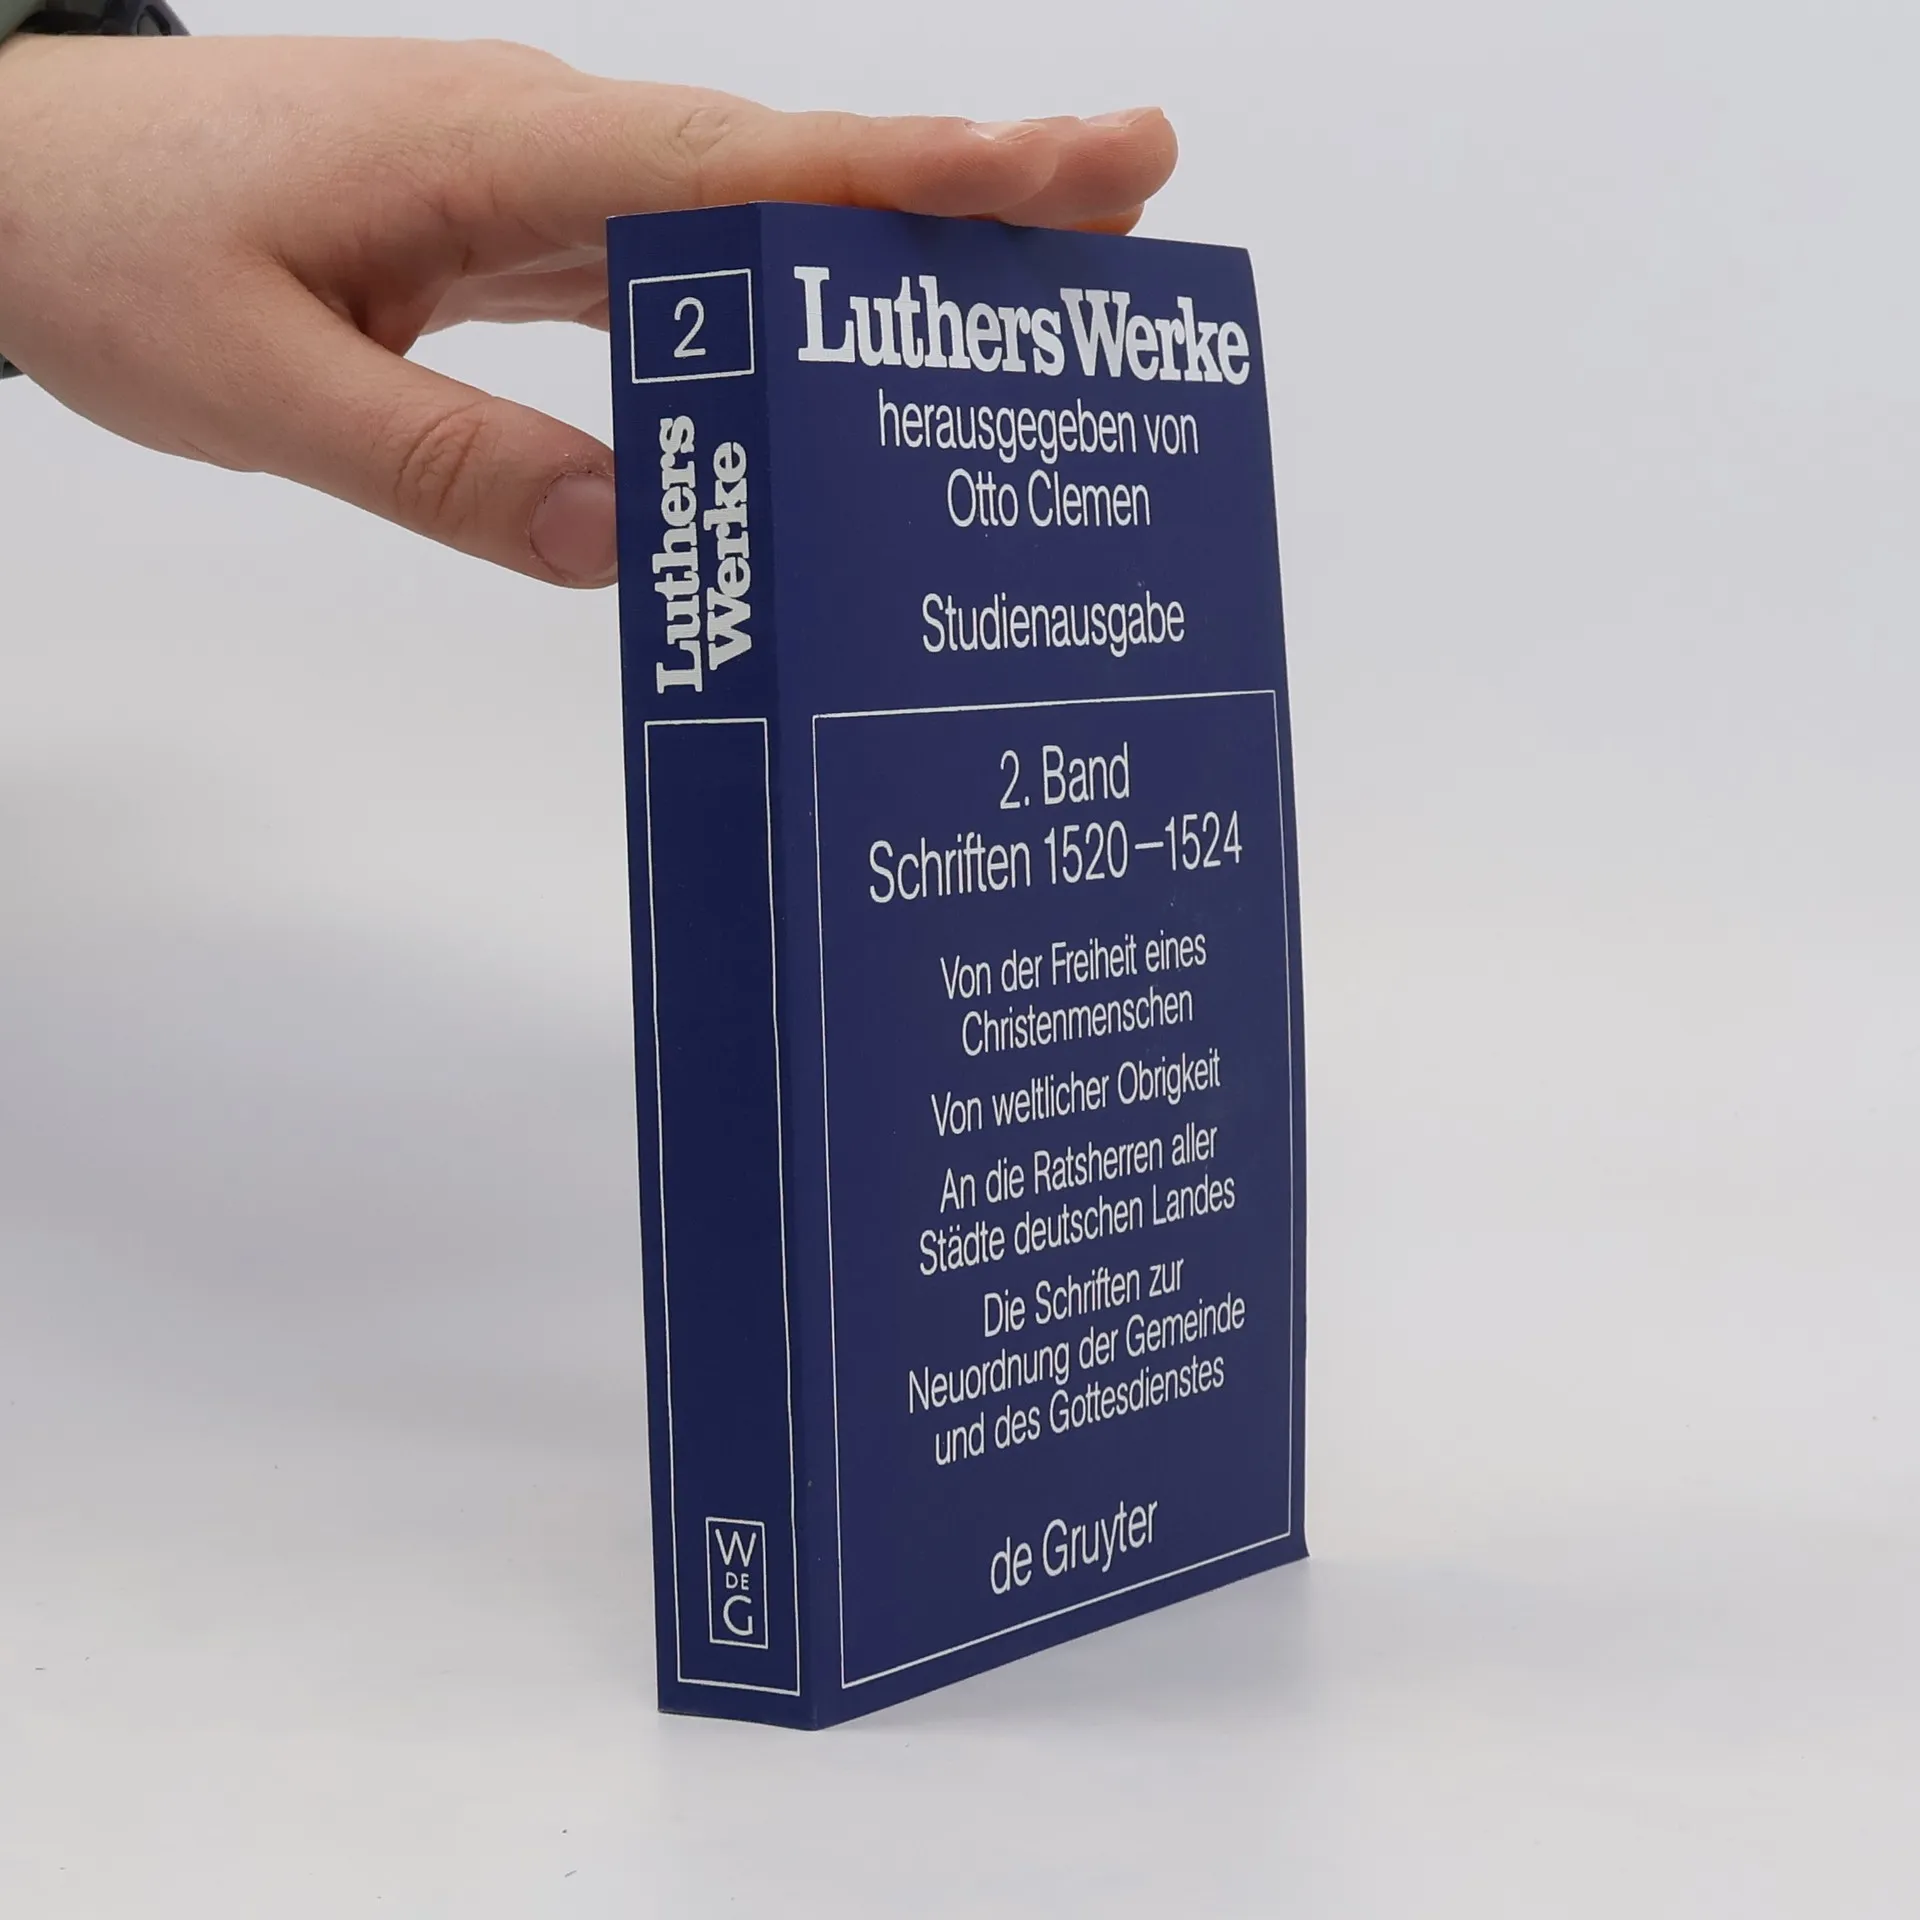 2
Luthers
Werke
W
DE
G
Luthers Werke
herausgegeben von
Otto Clemen
Studienausgabe
2. Band
Schriften 1520–1524
Von der Freiheit eines
Christenmenschen
Von weltlicher Obrigkeit
An die Ratsherren aller
Städte deutschen Landes
Die Schriften zur
Neuordnung der Gemeinde
und des Gottesdienstes
de Gruyter